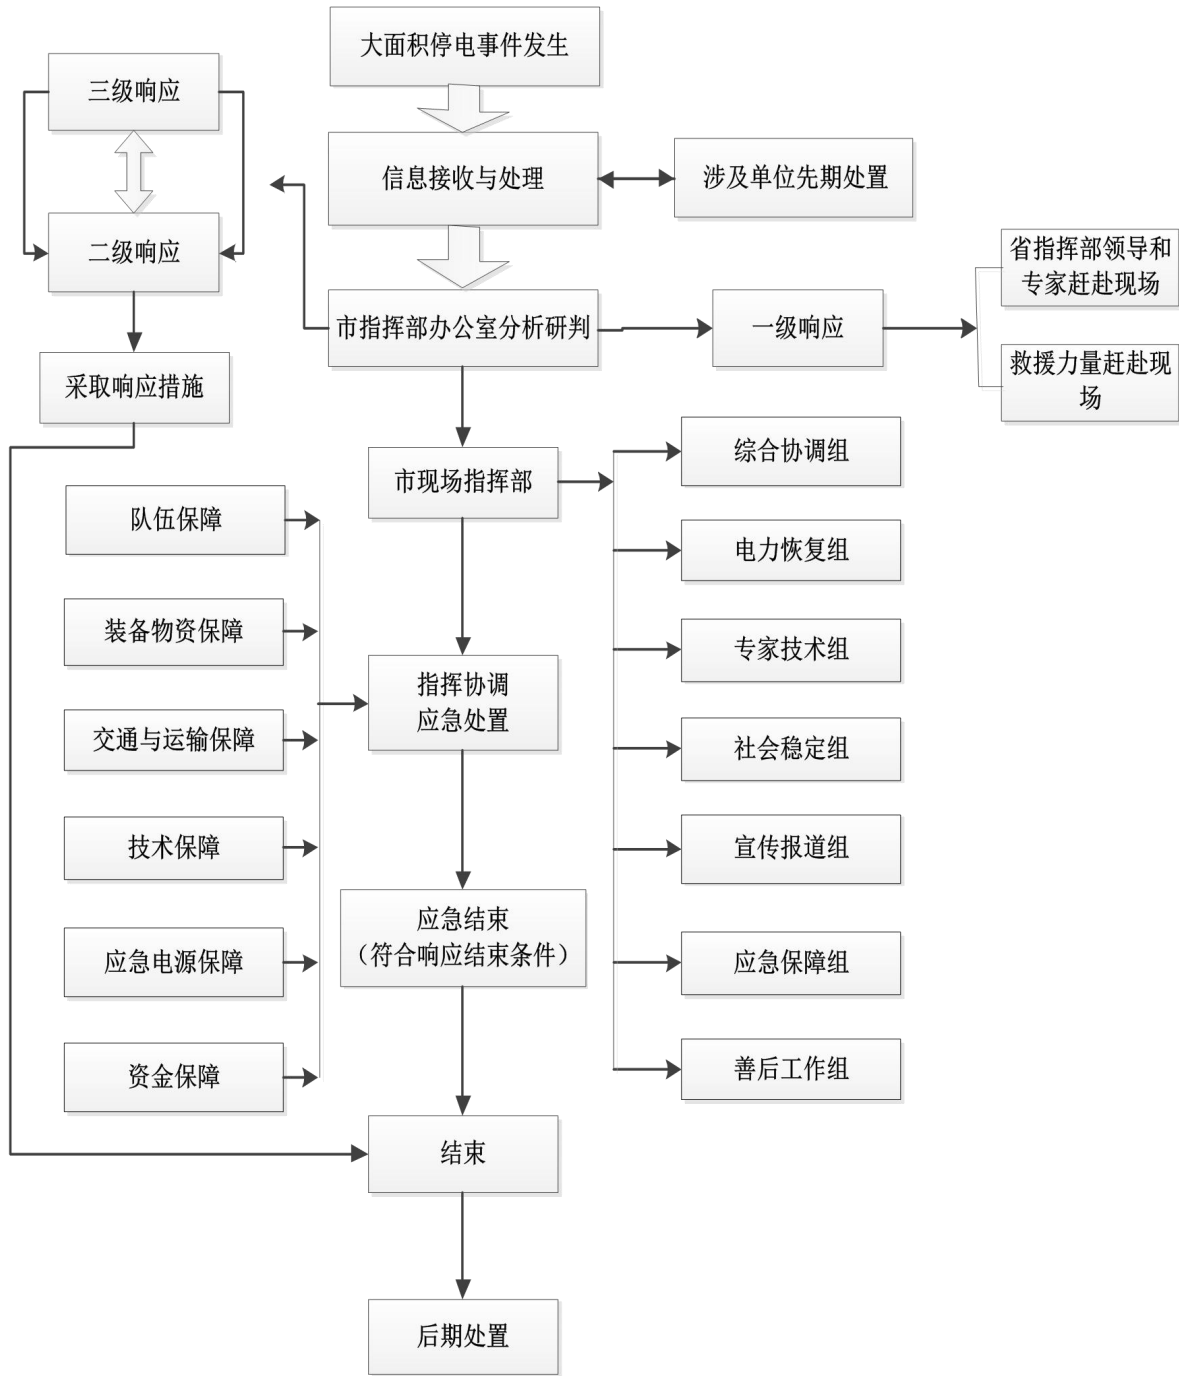 大面积停电事件发生
三级响应
信息接收与处理
涉及单位先期处置
二级响应
省指挥部领导和
专家赶赴现场
市指挥部办公室分析研判
一级响应
救援力量赶赴现
场
采取响应措施
市现场指挥部
综合协调组
队伍保障
电力恢复组
装备物资保障
专家技术组
指挥协调
应急处置
交通与运输保障
社会稳定组
技术保障
宣传报道组
应急结束
（符合响应结束条件）
应急电源保障
应急保障组
资金保障
善后工作组
结束
后期处置